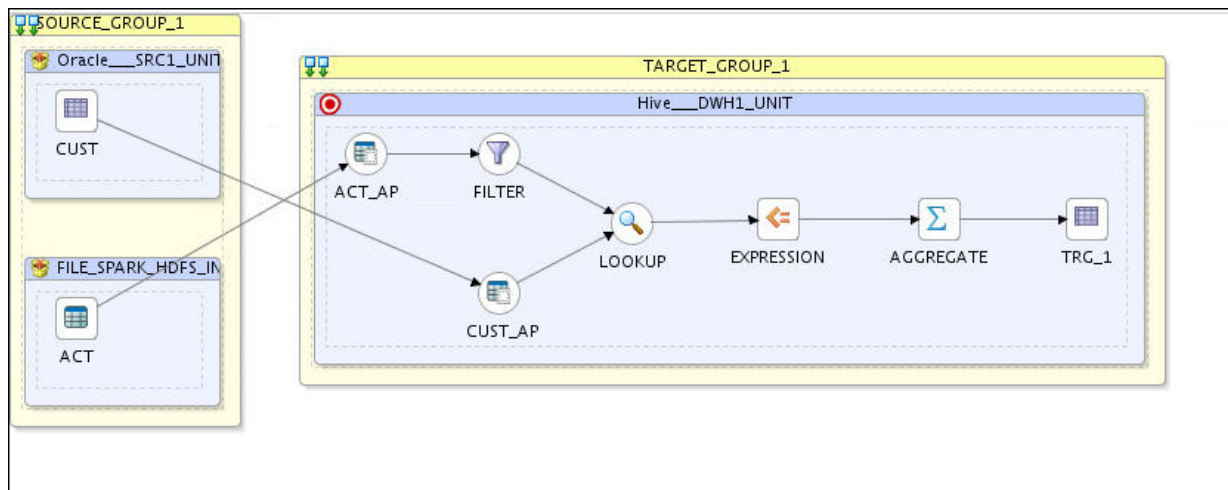 SOURCE_GROUP_1
Oracle___SRC1_UNIT
CUST
FILE_SPARK_HDFS_IN
ACT
TARGET_GROUP_1
Hive___DWH1_UNIT
ACT_AP
FILTER
LOOKUP
EXPRESSION
AGGREGATE
TRG_1
CUST_AP